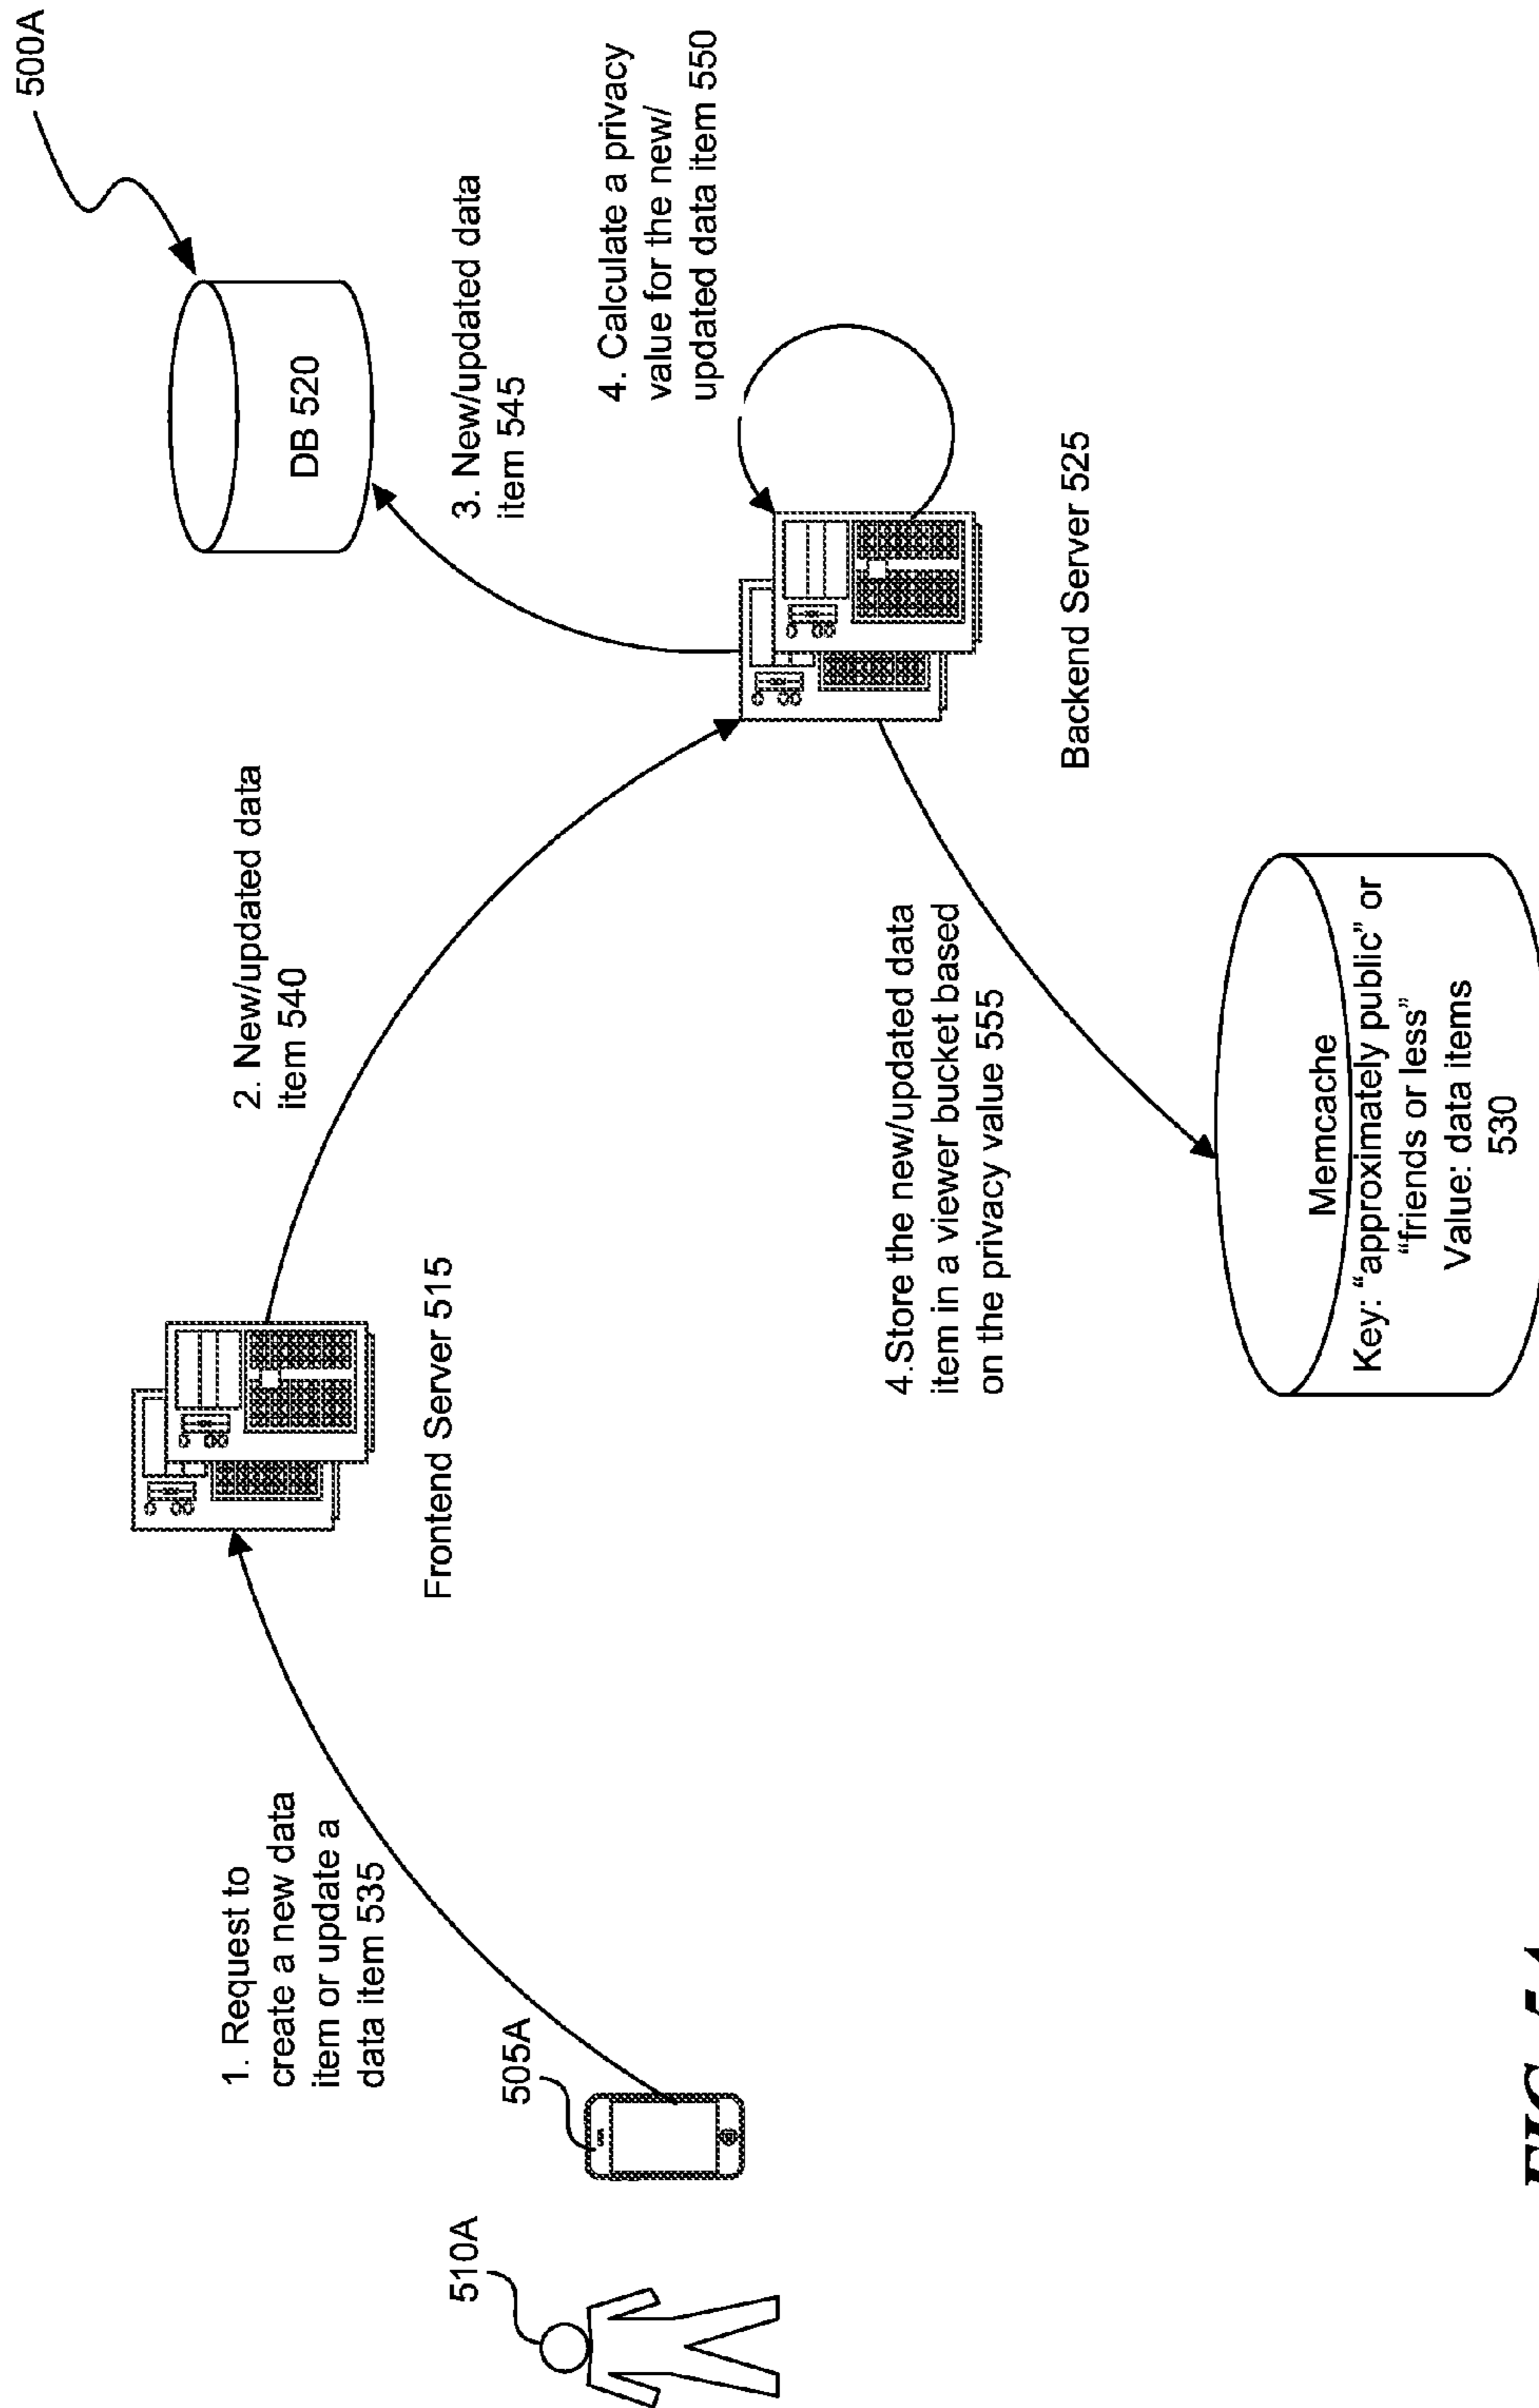 500A
DB 520
3. New/updated data
item 545
4. Calculate a privacy
value for the new/
updated data item 550
2. New/updated data
item 540
Backend Server 525
1. Request to
create a new data
item or update a
data item 535
Frontend Server 515
4.Store the new/updated data
item in a viewer bucket based
on the privacy value 555
505A
510A
Memcache
Key: “approximately public” or
“friends or less”
Value: data items
530